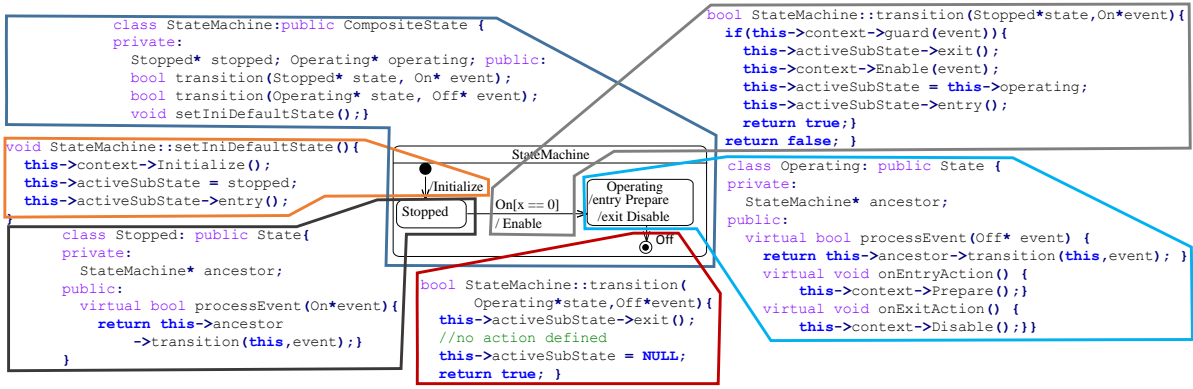 class StateMachine:public CompositeState {
private:
Stopped* stopped; Operating* operating; public:
bool transition(Stopped* state, On* event);
bool transition(Operating* state, Off* event);
void setIniDefaultState();}
bool StateMachine::transition(Stopped*state,On*event){
if(this->context->guard(event)){
this->activeSubState->exit();
this->context->Enable(event);
this->activeSubState = this->operating;
this->activeSubState->entry();
return true;}
return false; }
void StateMachine::setIniDefaultState(){
this->context->Initialize();
this->activeSubState = stopped;
this->activeSubState->entry();
}
StateMachine
/Initialize
Stopped
On[x == 0]
/ Enable
Operating
/entry Prepare
/exit Disable
Off
class Operating: public State {
private:
StateMachine* ancestor;
public:
virtual bool processEvent(Off* event) {
return this->ancestor->transition(this,event); }
virtual void onEntryAction() {
this->context->Prepare();}
virtual void onExitAction() {
this->context->Disable();}}
class Stopped: public State{
private:
StateMachine* ancestor;
public:
virtual bool processEvent(On*event){
return this->ancestor
->transition(this,event);}
}
bool StateMachine::transition(
Operating*state,Off*event){
this->activeSubState->exit();
//no action defined
this->activeSubState = NULL;
return true; }